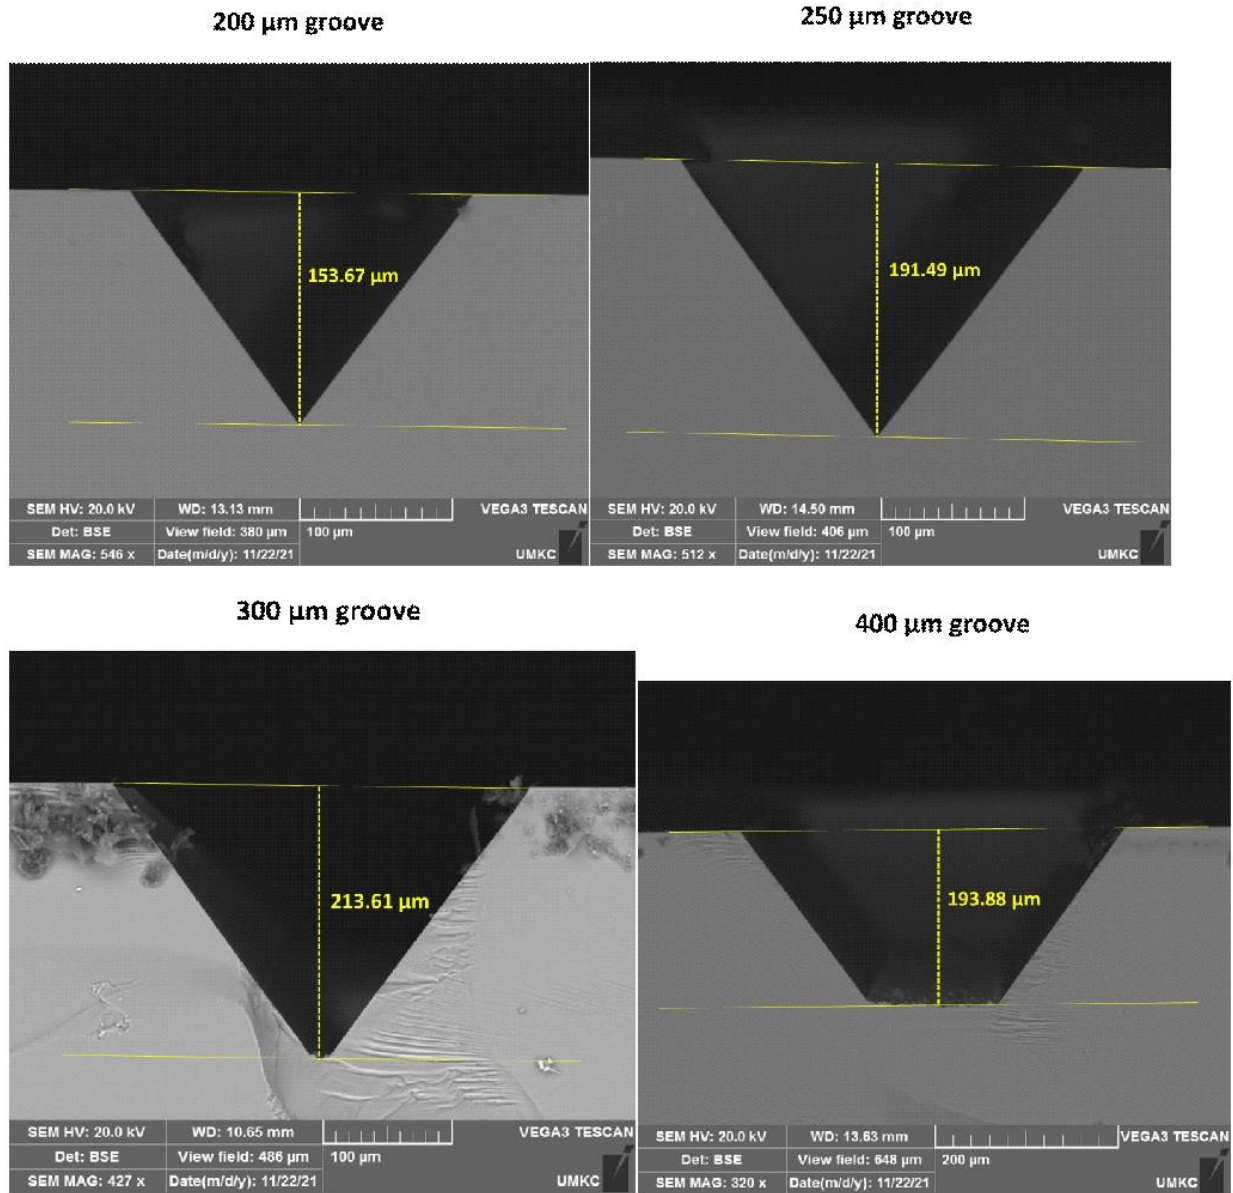 200 µm groove
250 µm groove
153.67 µm
191.49 µm
SEM HV: 20.0 kV WD: 13.13 mm VEGA3 TESCAN
Det: BSE View field: 380 µm 100 µm
SEM MAG: 546 x Date(m/d/y): 11/22/21 UMKC
SEM HV: 20.0 kV WD: 14.50 mm VEGA3 TESCAN
Det: BSE View field: 406 µm 100 µm
SEM MAG: 512 x Date(m/d/y): 11/22/21 UMKC
300 µm groove
400 µm groove
213.61 µm
193.88 µm
SEM HV: 20.0 kV WD: 10.65 mm VEGA3 TESCAN
Det: BSE View field: 486 µm 100 µm
SEM MAG: 427 x Date(m/d/y): 11/22/21 UMKC
SEM HV: 20.0 kV WD: 13.63 mm VEGA3 TESCAN
Det: BSE View field: 648 µm 200 µm
SEM MAG: 320 x Date(m/d/y): 11/22/21 UMKC